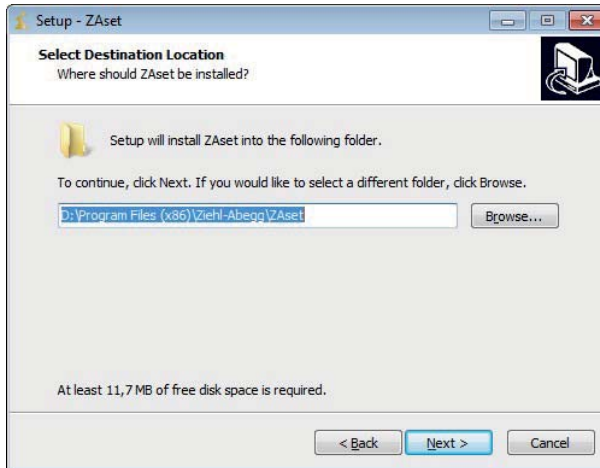 Setup - ZAset
Select Destination Location
Where should ZAset be installed?
Setup will install ZAset into the following folder.
To continue, click Next. If you would like to select a different folder, click Browse.
D:\Program Files (x86)\Ziehl-Abegg\ZAset
Browse...
At least 11,7 MB of free disk space is required.
< Back
Next >
Cancel